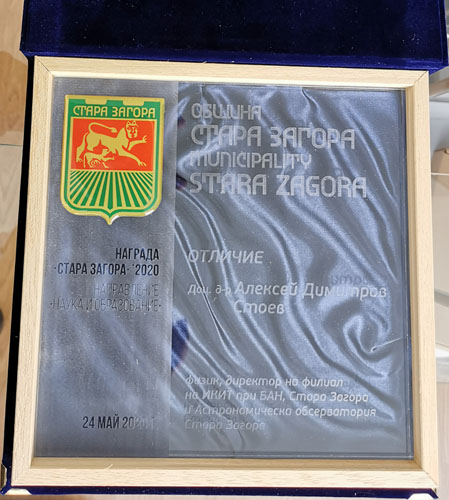 СТАРА ЗАГОРА
ОБЩИНА
СТАРА ЗАГОРА
MUNICIPALITY
STARA ZAGORA
НАГРАДА
"СТАРА ЗАГОРА" '2020
НАПРАВЛЕНИЕ
"НАУКА И ОБРАЗОВАНИЕ"
24 МАЙ 2020 г.
ОТЛИЧИЕ
доц. д-р Алексей Димитров
Стоев
физик, директор на филиал
на ИКИТ при БАН, Стара Загора
и Астрономическа обсерватория
Стара Загора